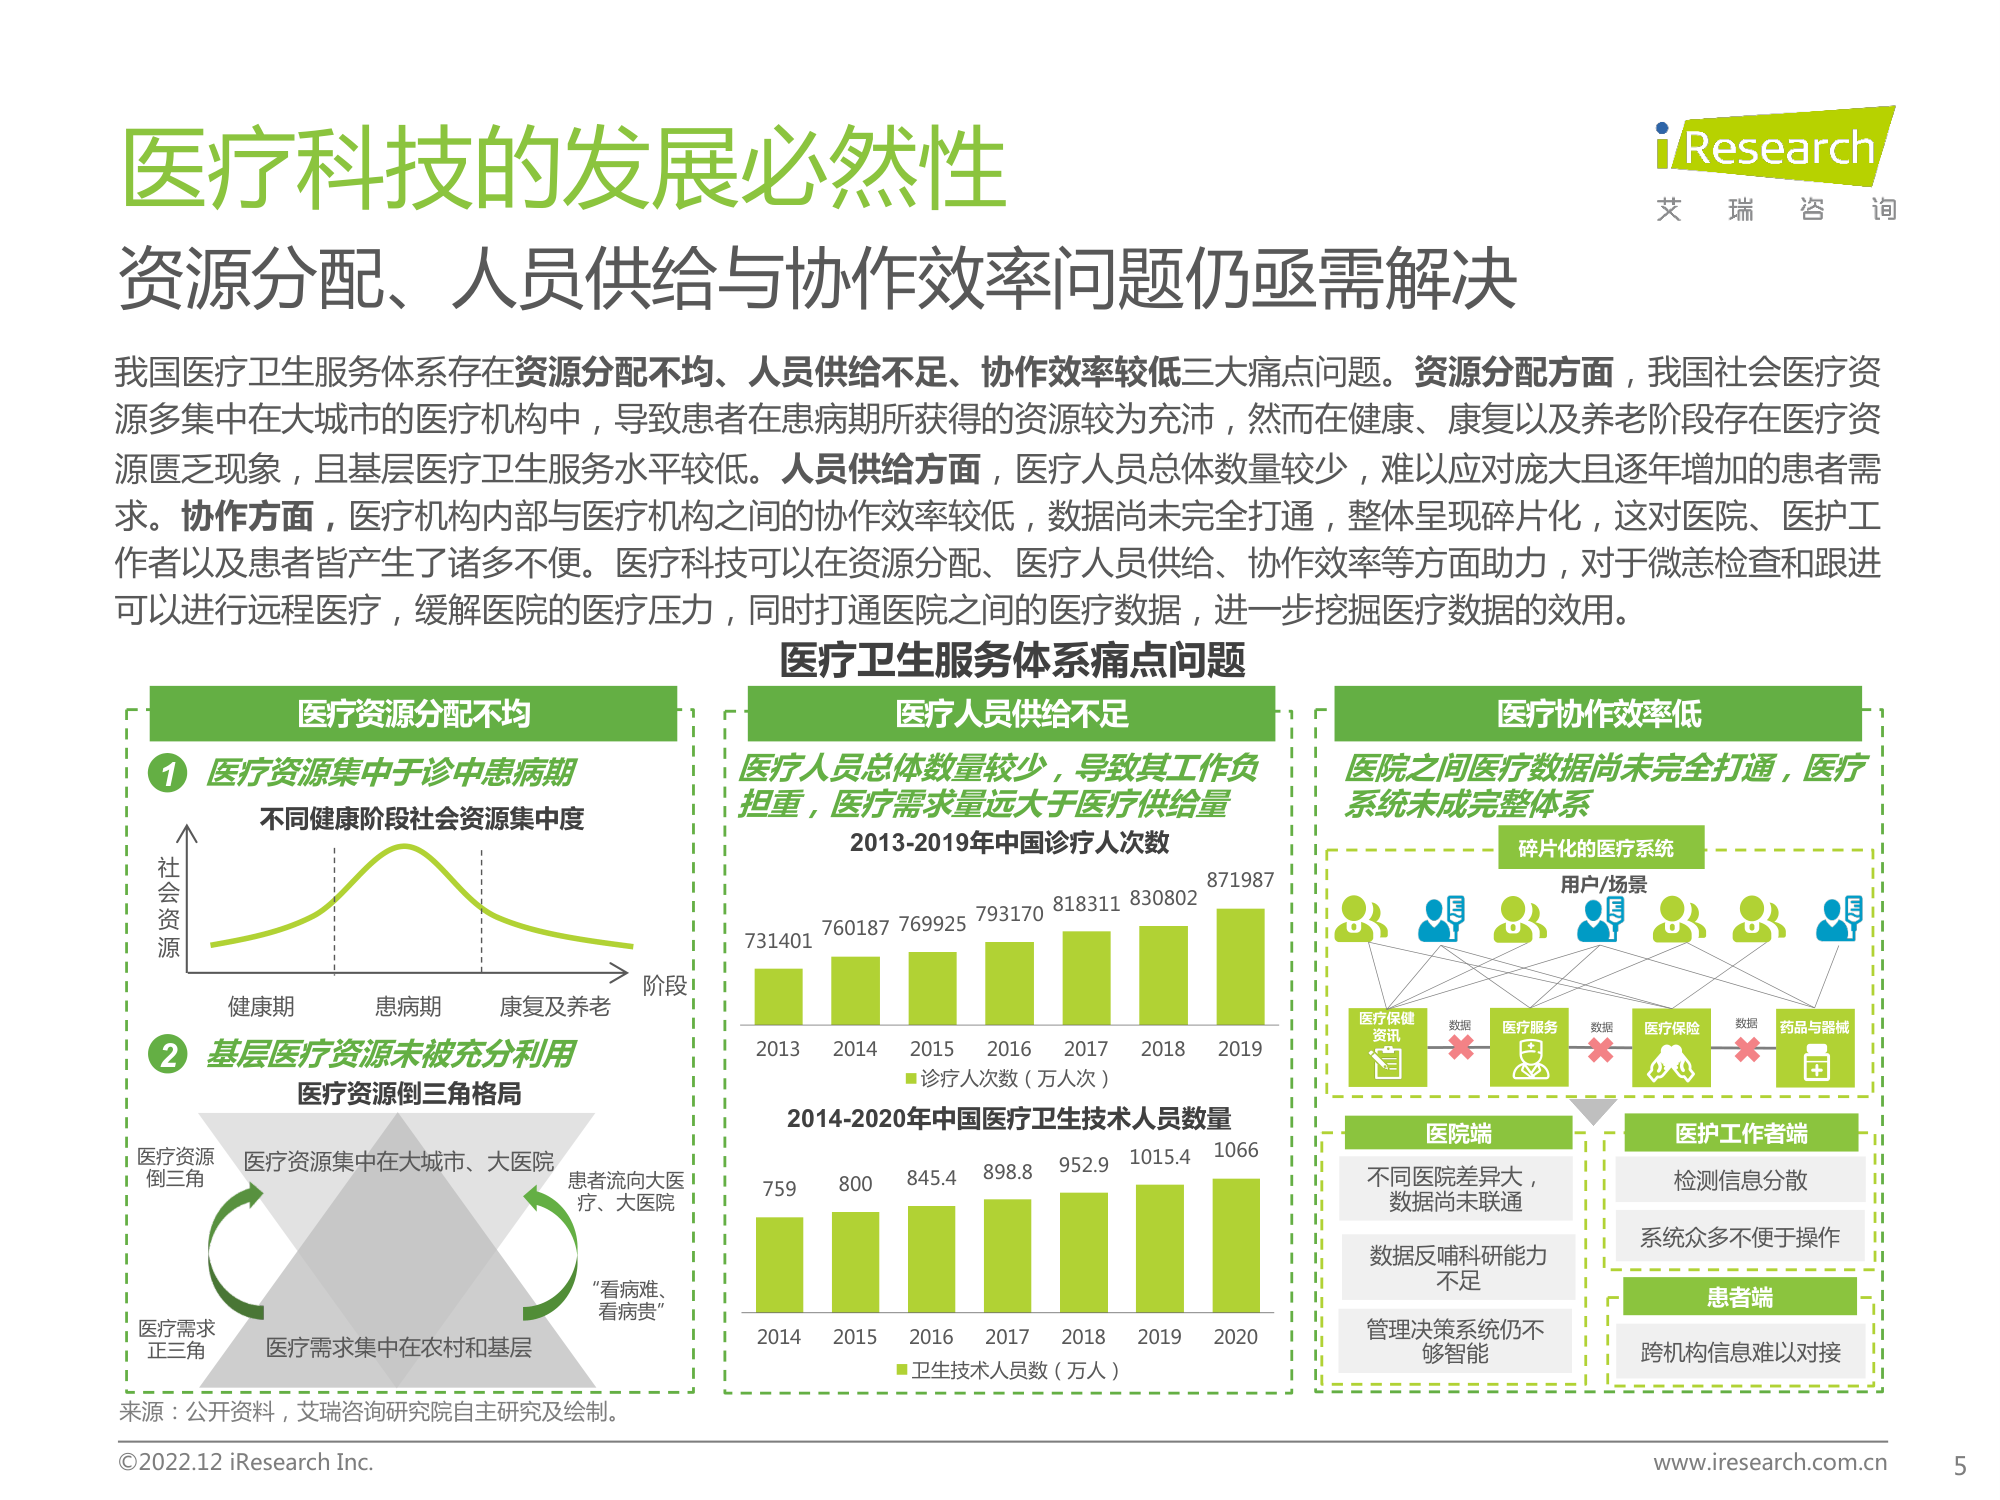 医疗科技的发展必然性
iResearch
艾瑞咨询
资源分配、人员供给与协作效率问题仍亟需解决
我国医疗卫生服务体系存在资源分配不均、人员供给不足、协作效率较低三大痛点问题。资源分配方面，我国社会医疗资
源多集中在大城市的医疗机构中，导致患者在患病期所获得的资源较为充沛，然而在健康、康复以及养老阶段存在医疗资
源匮乏现象，且基层医疗卫生服务水平较低。人员供给方面，医疗人员总体数量较少，难以应对庞大且逐年增加的患者需
求。协作方面，医疗机构内部与医疗机构之间的协作效率较低，数据尚未完全打通，整体呈现碎片化，这对医院、医护工
作者以及患者皆产生了诸多不便。医疗科技可以在资源分配、医疗人员供给、协作效率等方面助力，对于微恙检查和跟进
可以进行远程医疗，缓解医院的医疗压力，同时打通医院之间的医疗数据，进一步挖掘医疗数据的效用。
医疗卫生服务体系痛点问题
医疗资源分配不均
1 医疗资源集中于诊中患病期
不同健康阶段社会资源集中度
社会资源
阶段
健康期 患病期 康复及养老
2 基层医疗资源未被充分利用
医疗资源倒三角格局
医疗资源
倒三角
医疗资源集中在大城市、大医院
患者流向大医
疗、大医院
“看病难、
看病贵”
医疗需求
正三角
医疗需求集中在农村和基层
医疗人员供给不足
医疗人员总体数量较少，导致其工作负
担重，医疗需求量远大于医疗供给量
2013-2019年中国诊疗人次数
731401 760187 769925 793170 818311 830802 871987
2013 2014 2015 2016 2017 2018 2019
诊疗人次数（万人次）
2014-2020年中国医疗卫生技术人员数量
759 800 845.4 898.8 952.9 1015.4 1066
2014 2015 2016 2017 2018 2019 2020
卫生技术人员数（万人）
医疗协作效率低
医院之间医疗数据尚未完全打通，医疗
系统未成完整体系
碎片化的医疗系统
用户/场景
医疗保健
资讯
数据
医疗服务
数据
医疗保险
数据
药品与器械
医院端
不同医院差异大，
数据尚未联通
数据反哺科研能力
不足
管理决策系统仍不
够智能
医护工作者端
检测信息分散
系统众多不便于操作
患者端
跨机构信息难以对接
来源：公开资料，艾瑞咨询研究院自主研究及绘制。
©2022.12 iResearch Inc.
www.iresearch.com.cn
5